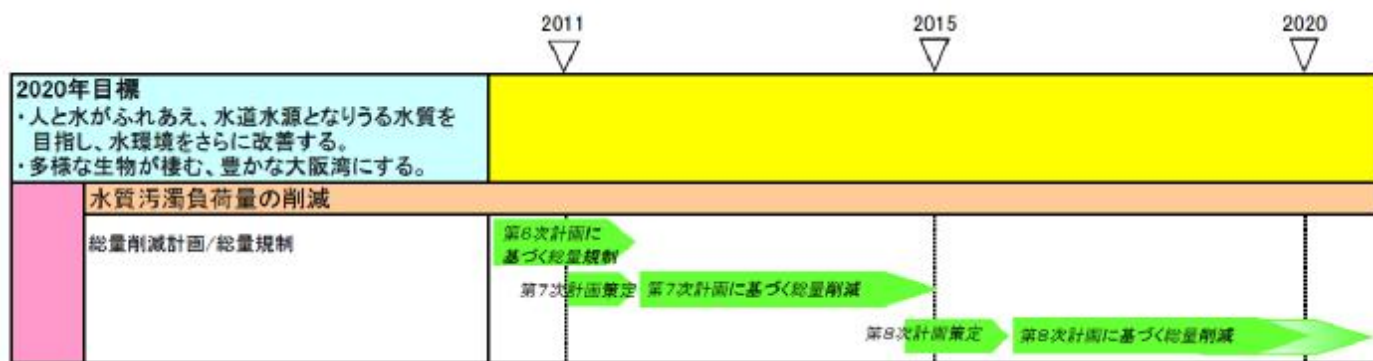 2011
2015
2020
2020年目標
・人と水がふれあえ、水道水源となりうる水質を
目指し、水環境をさらに改善する。
・多様な生物が棲む、豊かな大阪湾にする。
水質汚濁負荷量の削減
総量削減計画/総量規制
第6次計画に
基づく総量規制
第7次計画策定
第7次計画に基づく総量削減
第8次計画策定
第8次計画に基づく総量削減